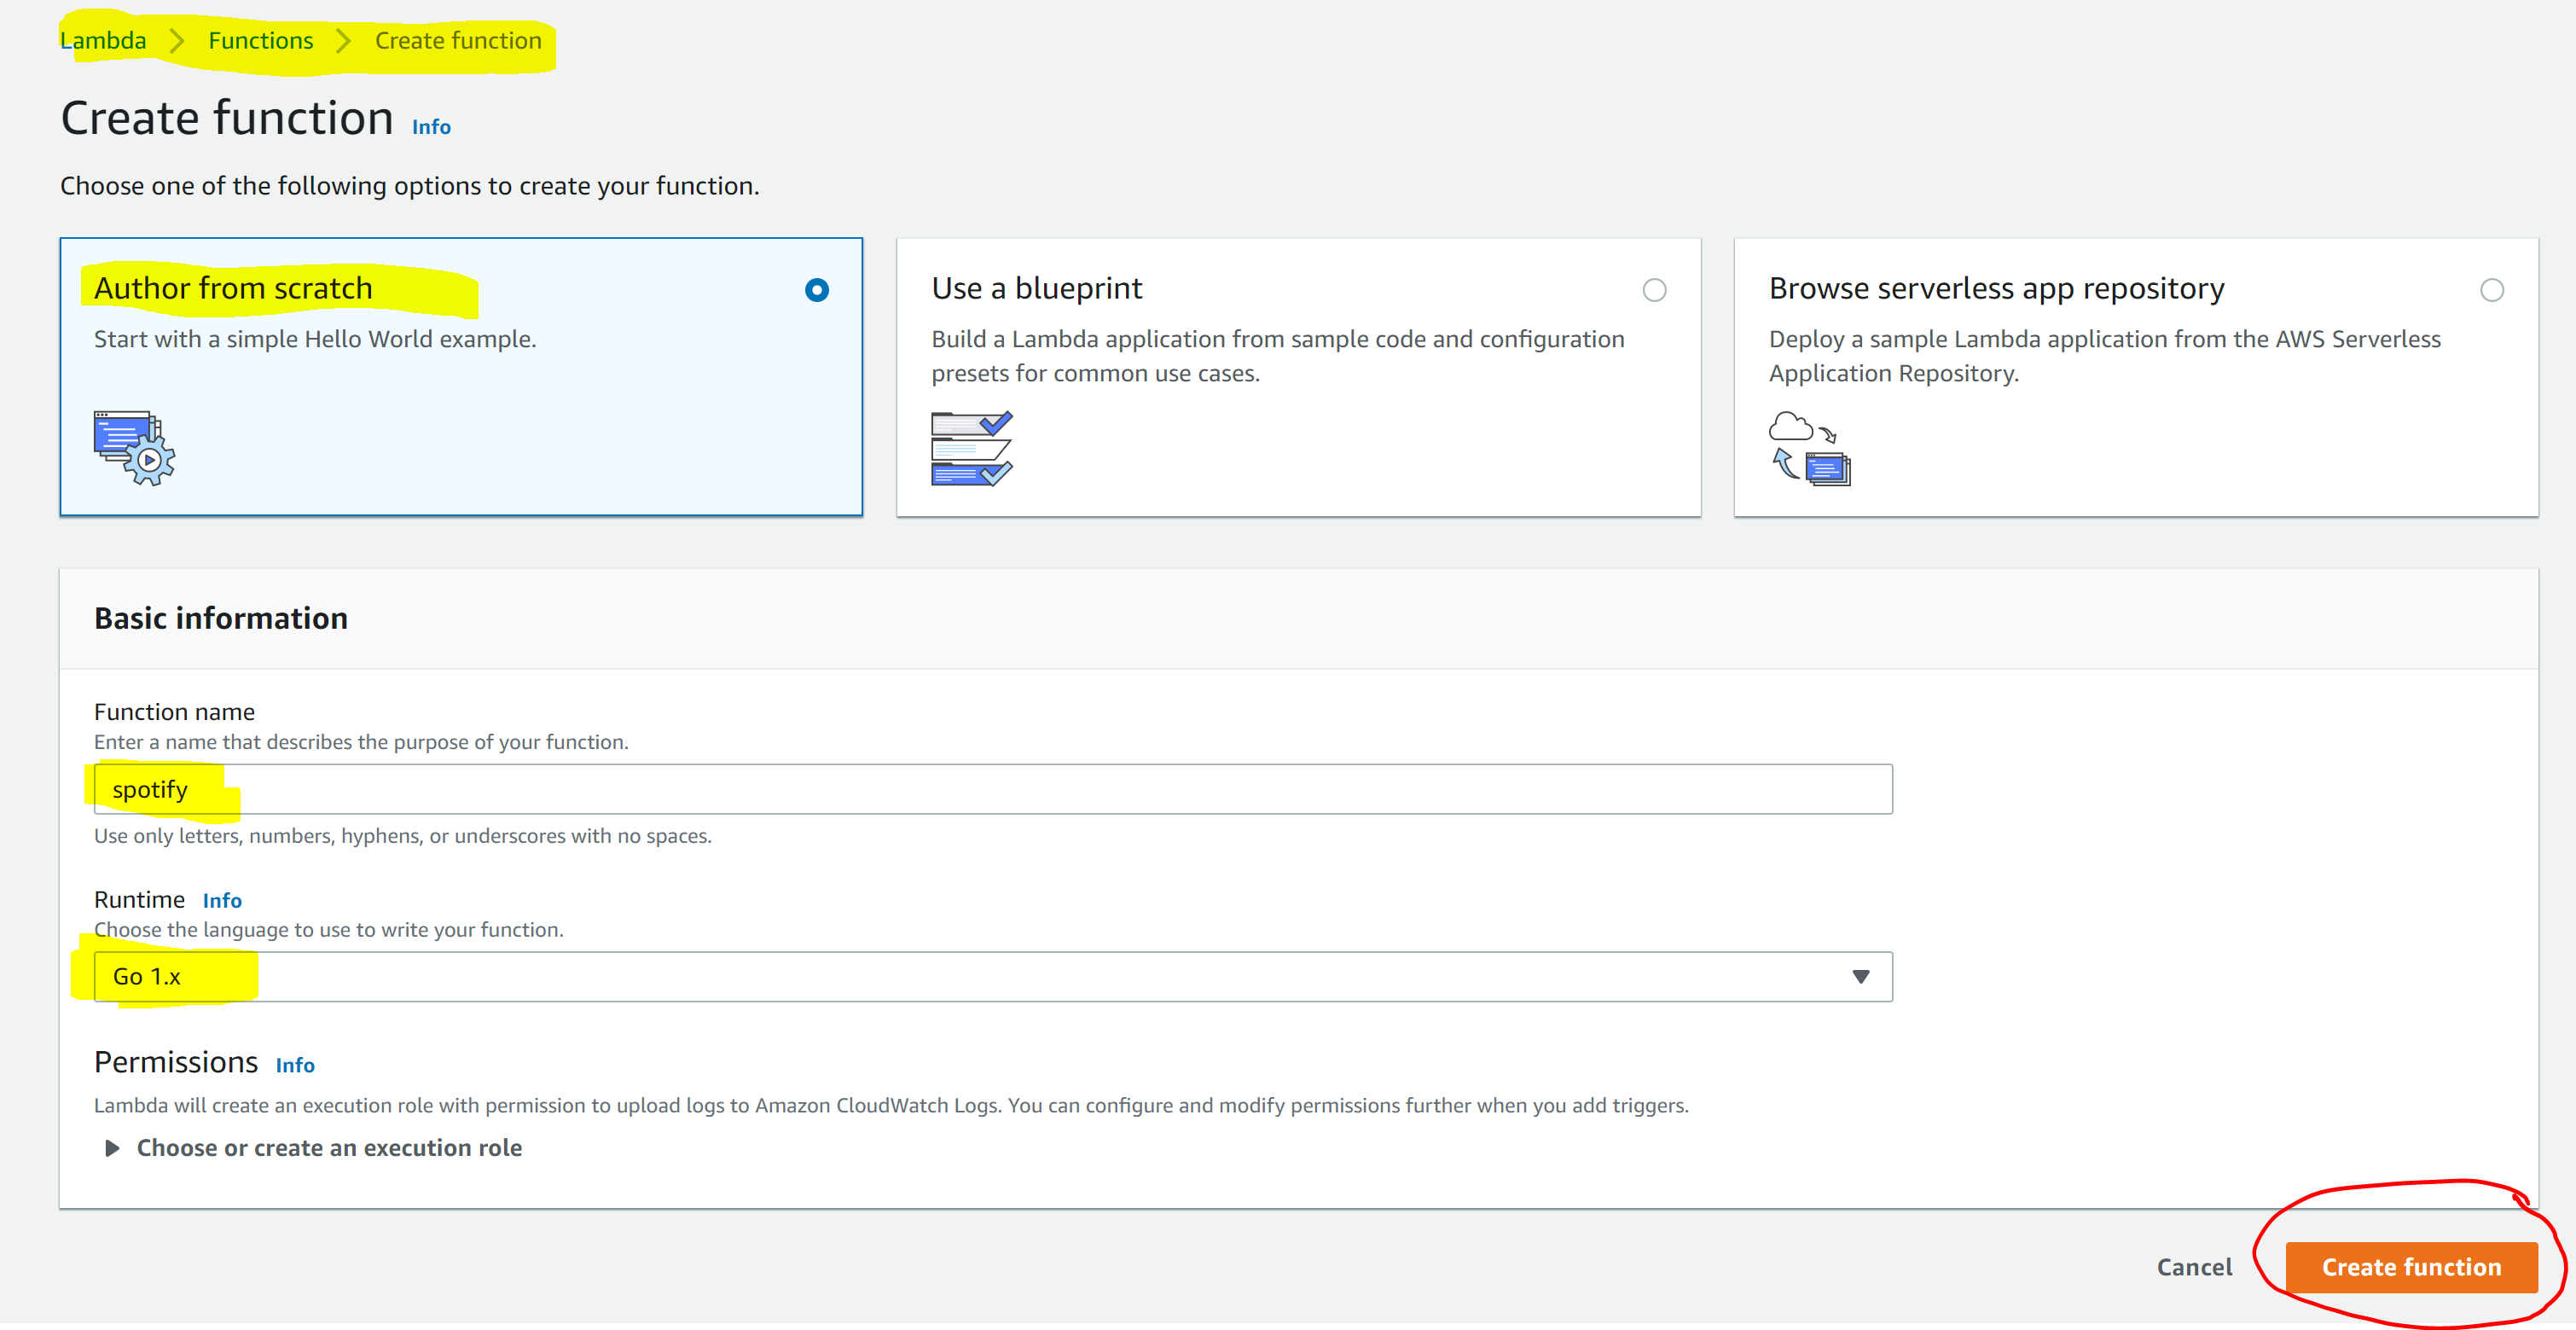 Lambda > Functions > Create function
Create function Info
Choose one of the following options to create your function.
Author from scratch
Start with a simple Hello World example.
Use a blueprint
Build a Lambda application from sample code and configuration
presets for common use cases.
Browse serverless app repository
Deploy a sample Lambda application from the AWS Serverless
Application Repository.
Basic information
Function name
Enter a name that describes the purpose of your function.
spotify
Use only letters, numbers, hyphens, or underscores with no spaces.
Runtime Info
Choose the language to use to write your function.
Go 1.x
Permissions Info
Lambda will create an execution role with permission to upload logs to Amazon CloudWatch Logs. You can configure and modify permissions further when you add triggers.
Choose or create an execution role
Cancel Create function